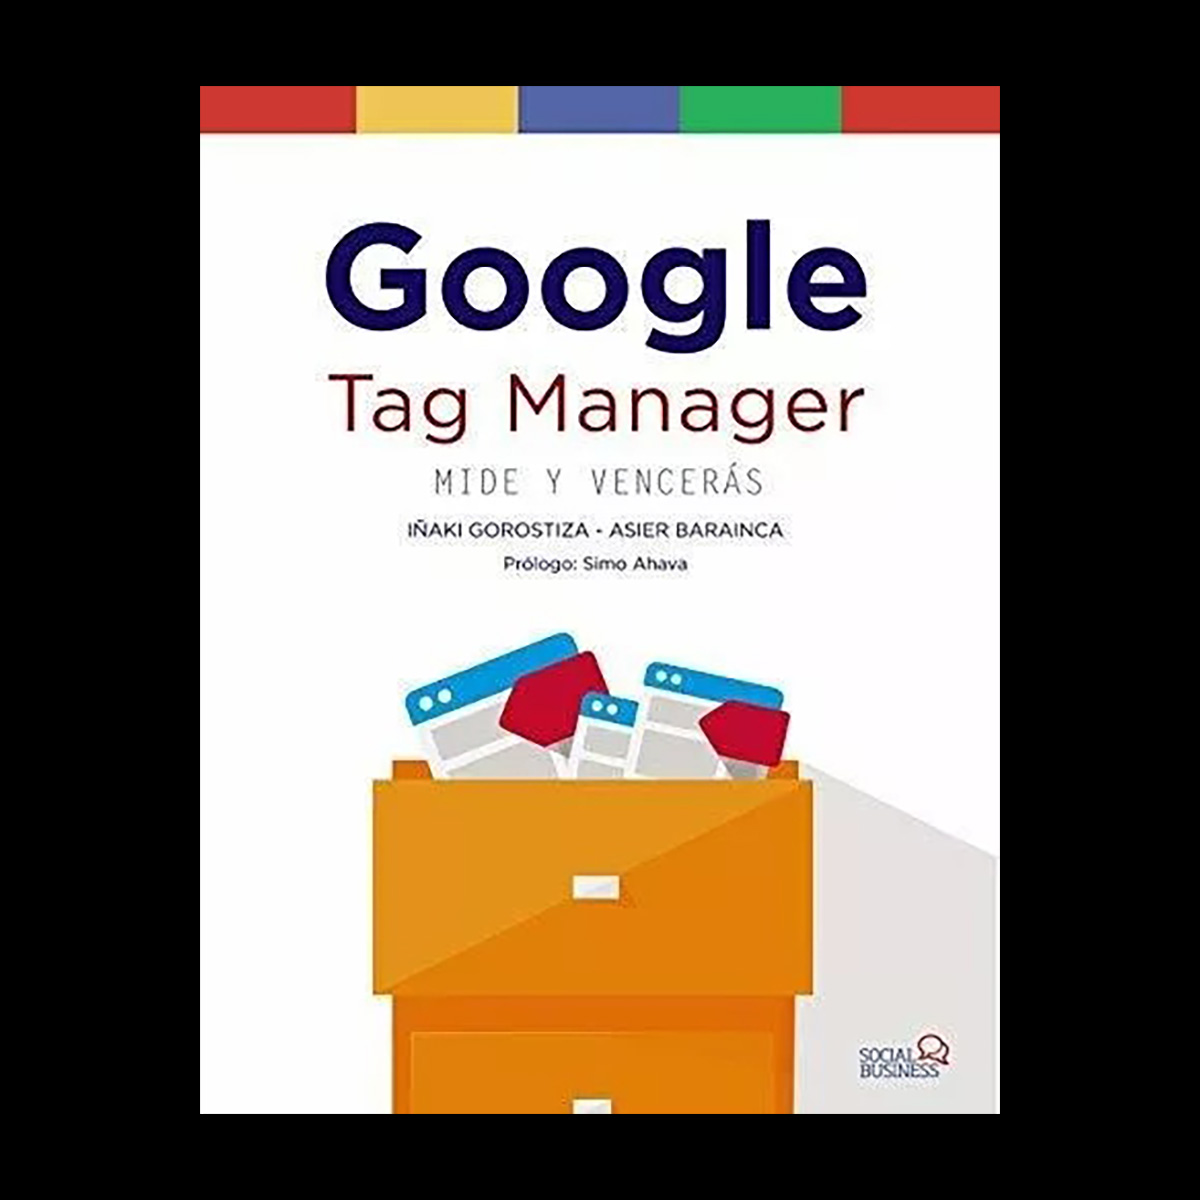 Google
Tag Manager
MIDE Y VENCERÁS
IÑAKI GOROSTIZA - ASIER BARAINCA
Prólogo: Simo Ahava
SOCIAL
BUSINESS